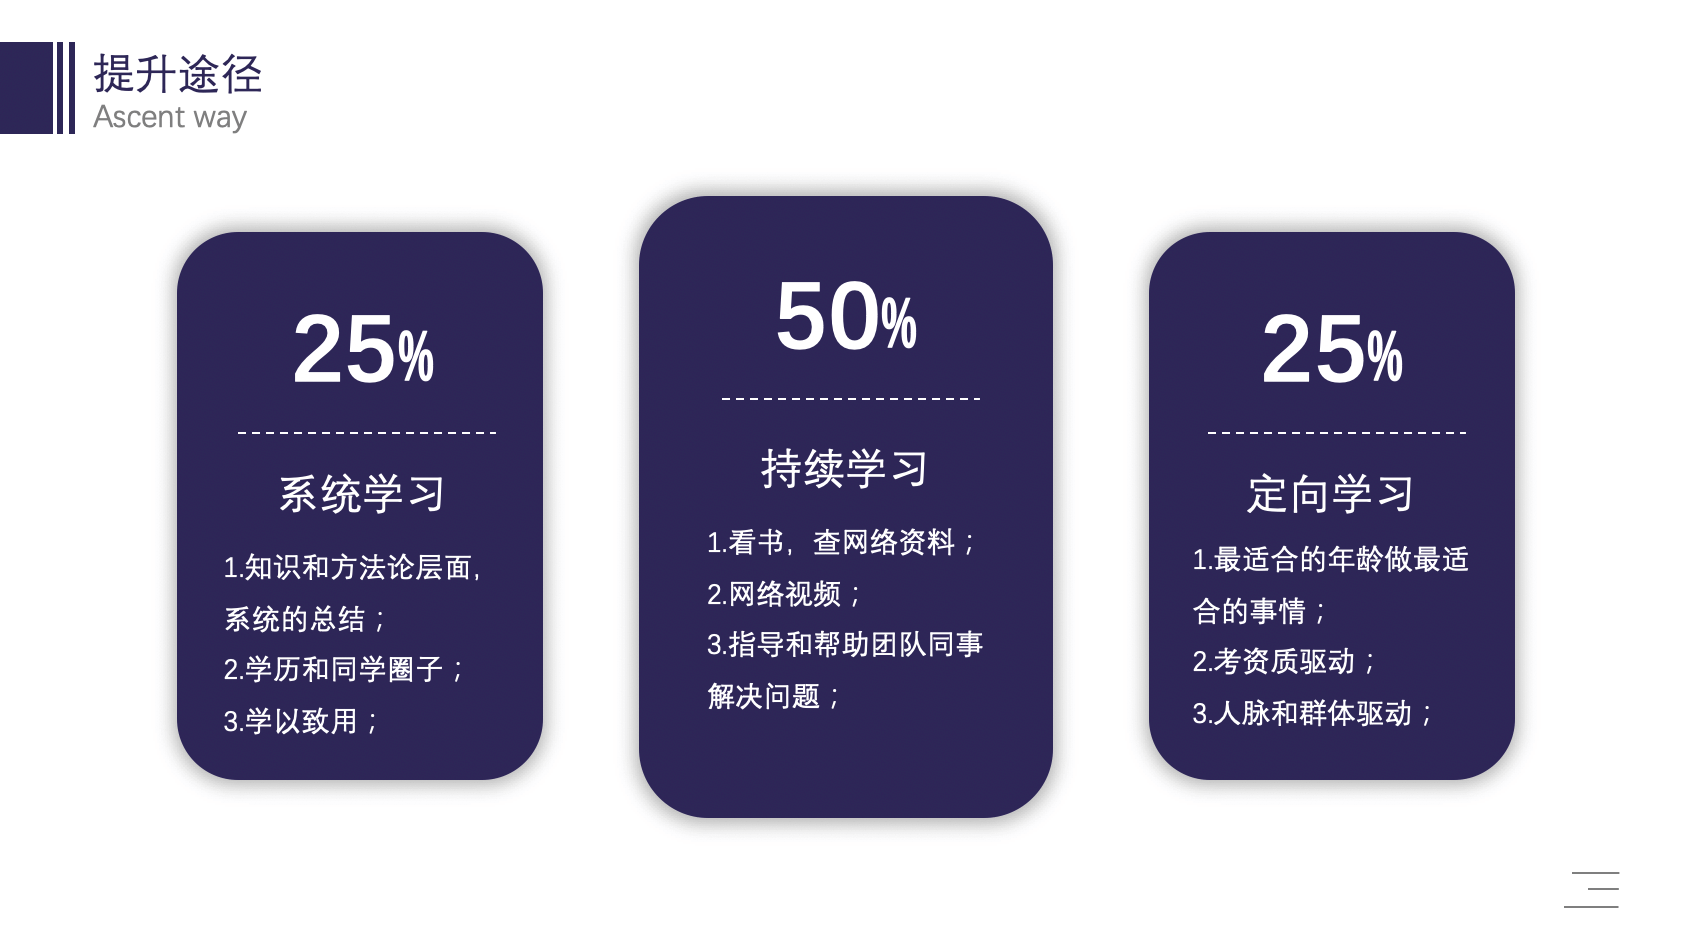 提升途径
Ascent way
25%
系统学习
1.知识和方法论层面,
系统的总结；
2.学历和同学圈子；
3.学以致用；
50%
持续学习
1.看书，查网络资料；
2.网络视频；
3.指导和帮助团队同事
解决问题；
25%
定向学习
1.最适合的年龄做最适
合的事情；
2.考资质驱动；
3.人脉和群体驱动；